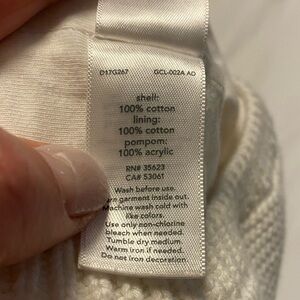 D17G267 GCL-002A AD
shell:
100% cotton
lining:
100% cotton
pompom:
100% acrylic
RN# 35623
CA# 53061
Wash before use.
garment inside out.
Machine wash cold with
like colors.
Use only non-chlorine
bleach when needed.
Tumble dry medium.
Warm iron if needed.
Do not iron decoration.